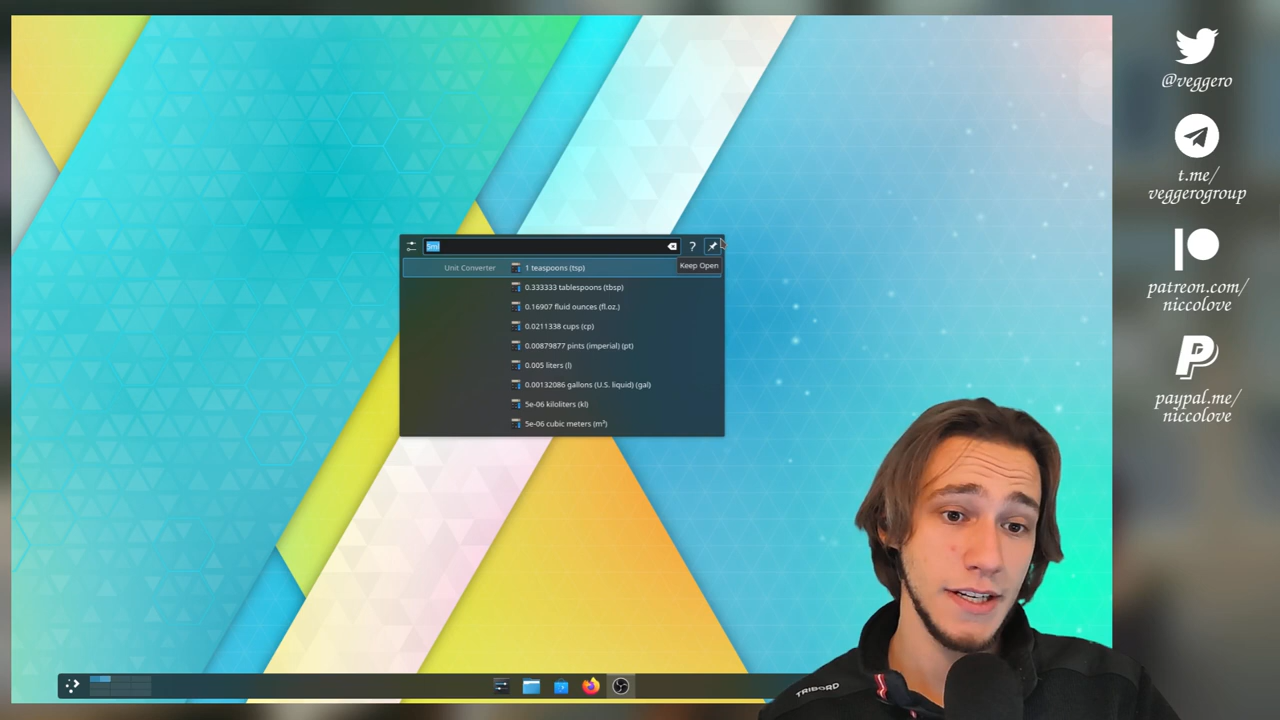 @veggero
t.me/
veggerogroup
patreon.com/
niccolove
paypal.me/
niccolove
5ml
?
Keep Open
Unit Converter
1 teaspoons (tsp)
0.333333 tablespoons (tbsp)
0.16907 fluid ounces (fl.oz.)
0.0211338 cups (cp)
0.00879877 pints (imperial) (pt)
0.005 liters (l)
0.00132086 gallons (U.S. liquid) (gal)
5e-06 kiloliters (kl)
5e-06 cubic meters (m³)
TRIBORD